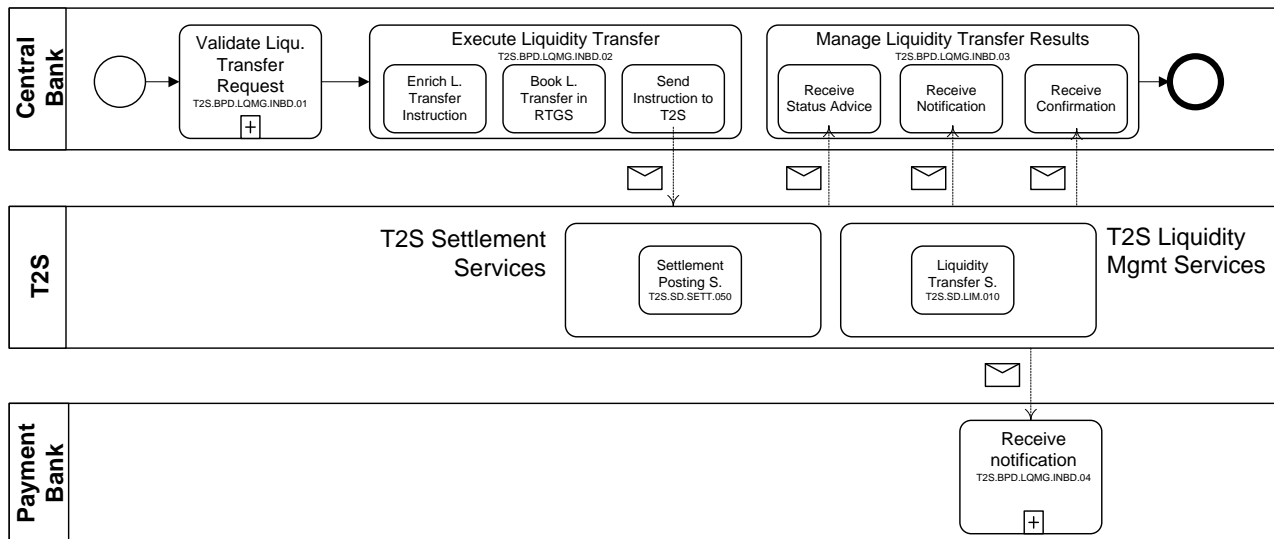 Central
Bank
Validate Liqu.
Transfer
Request
T2S.BPD.LQMG.INBD.01
Execute Liquidity Transfer
T2S.BPD.LQMG.INBD.02
Enrich L.
Transfer
Instruction
Book L.
Transfer in
RTGS
Send
Instruction to
T2S
Manage Liquidity Transfer Results
T2S.BPD.LQMG.INBD.03
Receive
Status Advice
Receive
Notification
Receive
Confirmation
T2S
T2S Settlement
Services
Settlement
Posting S.
T2S.SD.SETT.050
Liquidity
Transfer S.
T2S.SD.LIM.010
T2S Liquidity
Mgmt Services
Payment
Bank
Receive
notification
T2S.BPD.LQMG.INBD.04